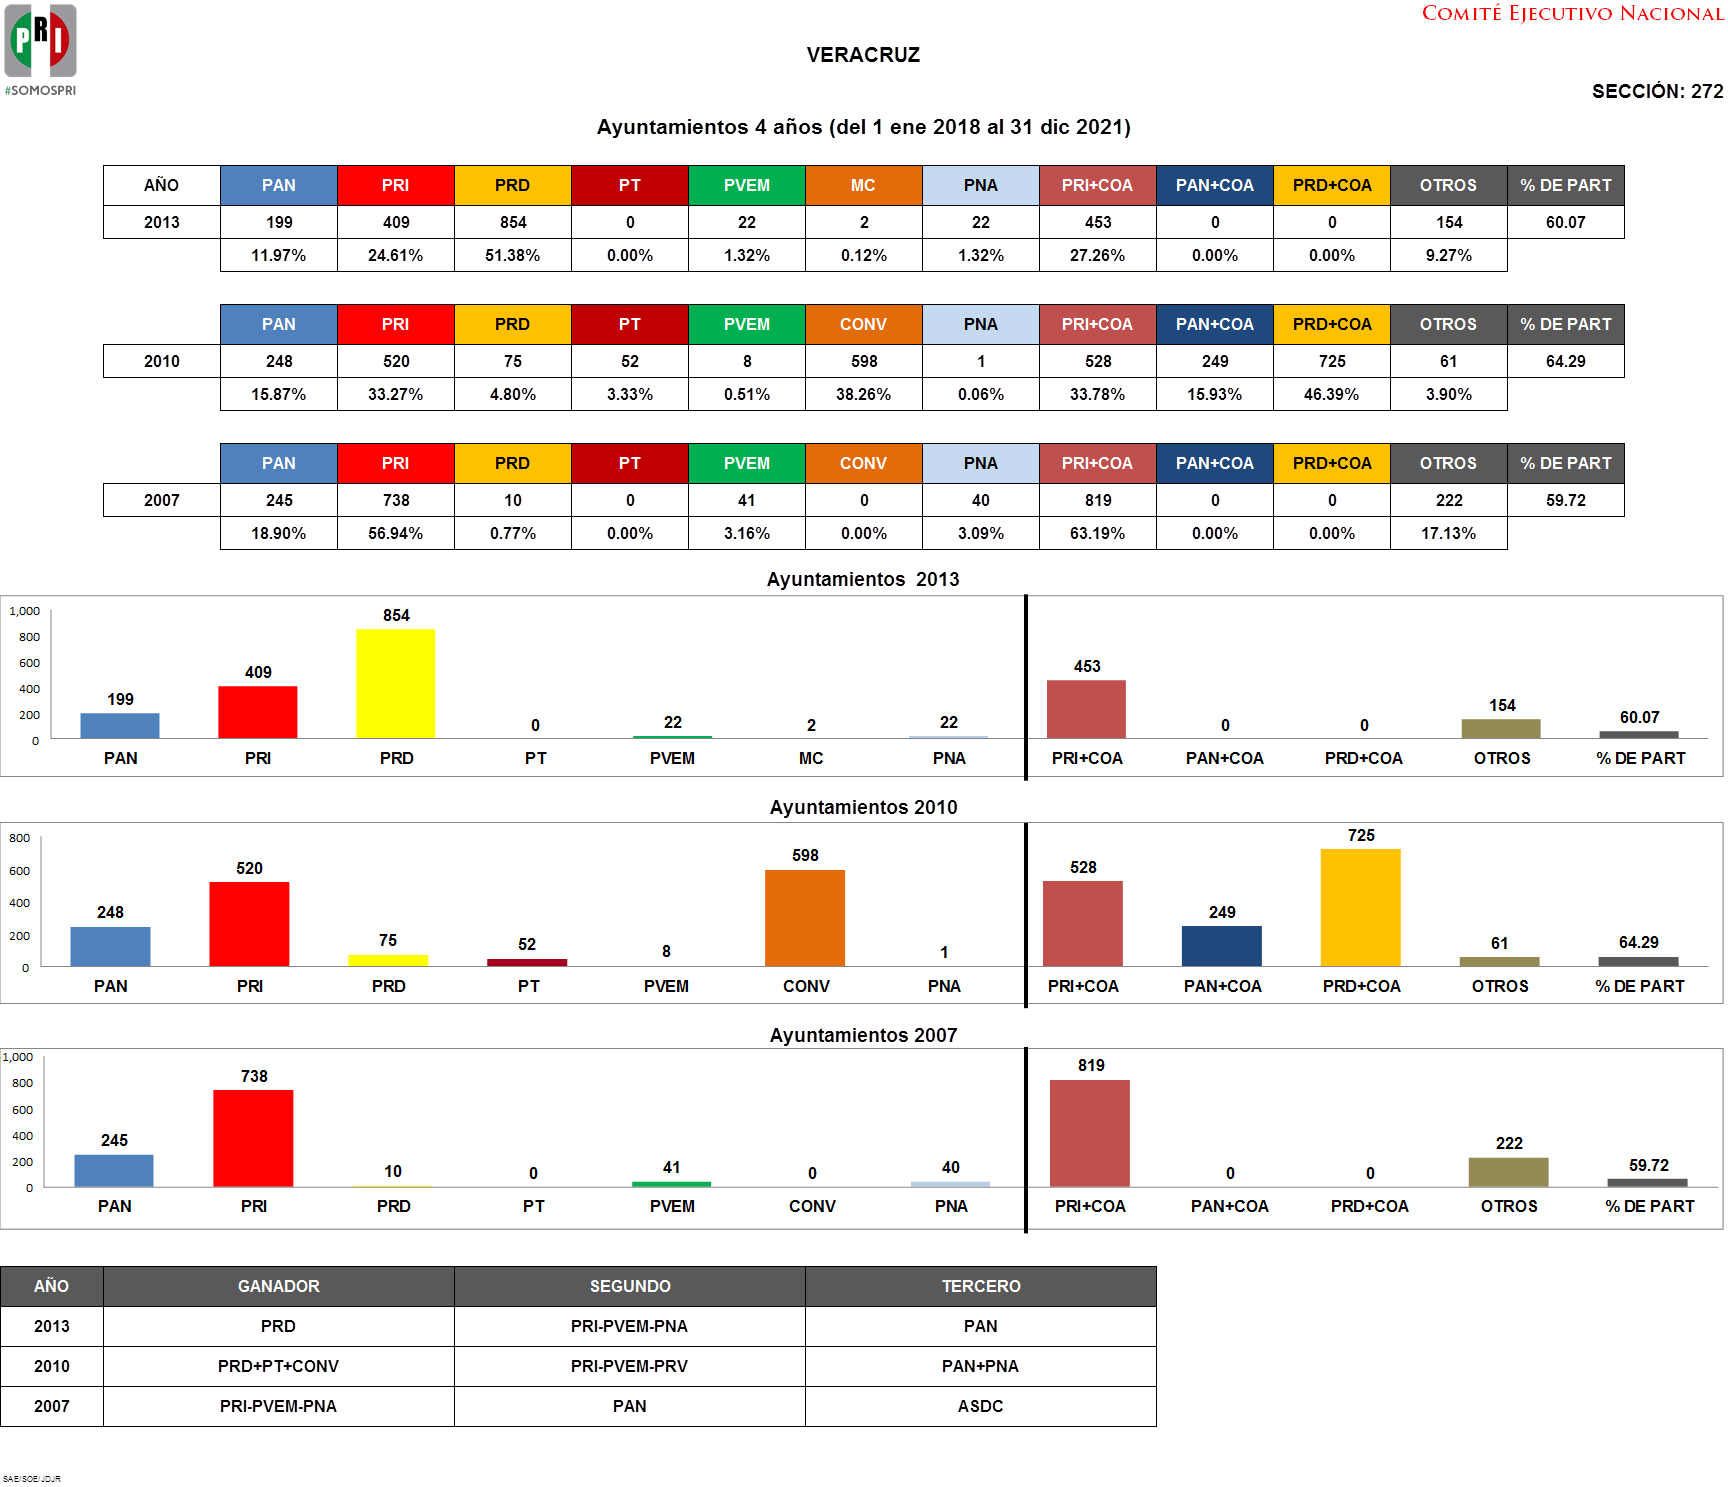 PRI
#SOMOSPRI
COMITÉ EJECUTIVO NACIONAL
VERACRUZ
SECCIÓN: 272
Ayuntamientos 4 años (del 1 ene 2018 al 31 dic 2021)
AÑO PAN PRI PRD PT PVEM MC PNA PRI+COA PAN+COA PRD+COA OTROS % DE PART
2013 199 409 854 0 22 2 22 453 0 0 154 60.07
11.97% 24.61% 51.38% 0.00% 1.32% 0.12% 1.32% 27.26% 0.00% 0.00% 9.27%
PAN PRI PRD PT PVEM CONV PNA PRI+COA PAN+COA PRD+COA OTROS % DE PART
2010 248 520 75 52 8 598 1 528 249 725 61 64.29
15.87% 33.27% 4.80% 3.33% 0.51% 38.26% 0.06% 33.78% 15.93% 46.39% 3.90%
PAN PRI PRD PT PVEM CONV PNA PRI+COA PAN+COA PRD+COA OTROS % DE PART
2007 245 738 10 0 41 0 40 819 0 0 222 59.72
18.90% 56.94% 0.77% 0.00% 3.16% 0.00% 3.09% 63.19% 0.00% 0.00% 17.13%
Ayuntamientos 2013
1,000
800
600
400
200
0
199 409 854 0 22 2 22 453 0 0 154 60.07
PAN PRI PRD PT PVEM MC PNA PRI+COA PAN+COA PRD+COA OTROS % DE PART
Ayuntamientos 2010
800
600
400
200
0
248 520 75 52 8 598 1 528 249 725 61 64.29
PAN PRI PRD PT PVEM CONV PNA PRI+COA PAN+COA PRD+COA OTROS % DE PART
Ayuntamientos 2007
1,000
800
600
400
200
0
245 738 10 0 41 0 40 819 0 0 222 59.72
PAN PRI PRD PT PVEM CONV PNA PRI+COA PAN+COA PRD+COA OTROS % DE PART
AÑO GANADOR SEGUNDO TERCERO
2013 PRD PRI-PVEM-PNA PAN
2010 PRD+PT+CONV PRI-PVEM-PRV PAN+PNA
2007 PRI-PVEM-PNA PAN ASDC
SAE/SOE/JDJR